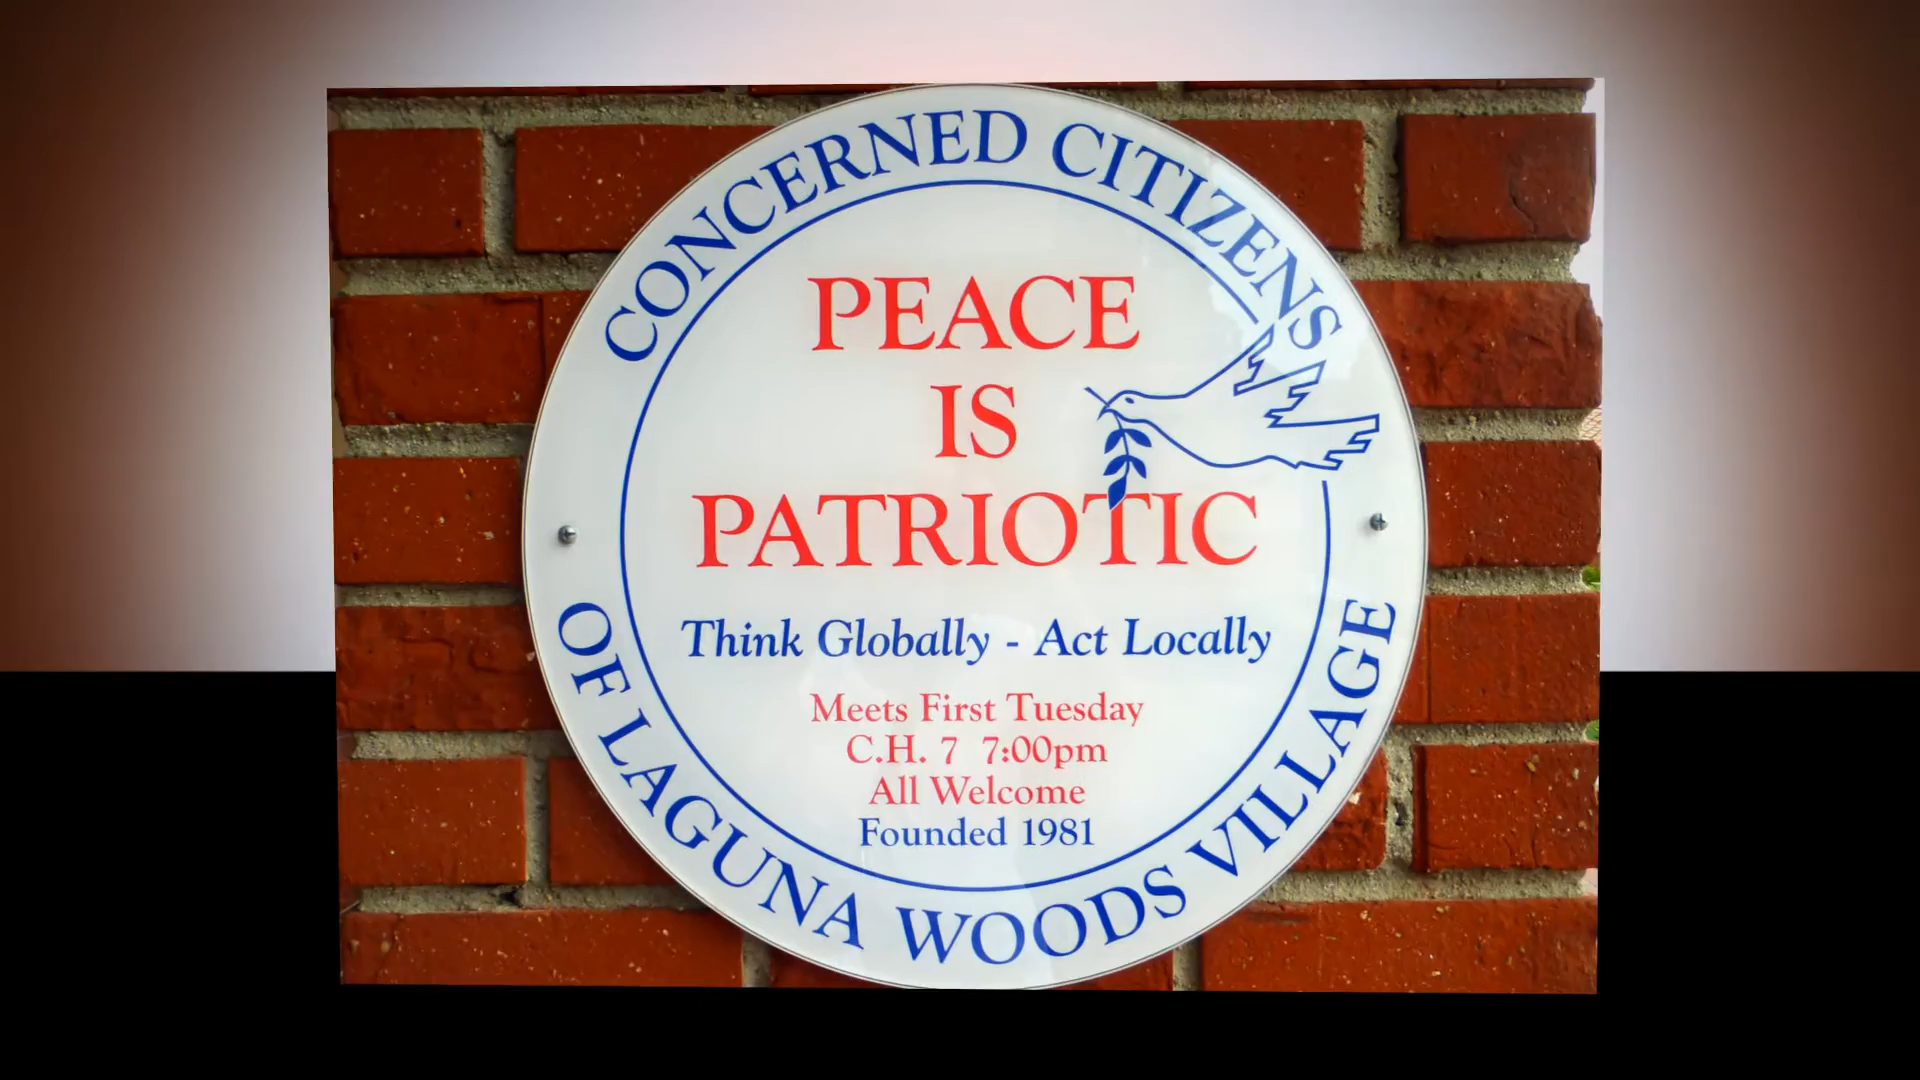 CONCERNED CITIZENS
PEACE
IS
PATRIOTIC
Think Globally - Act Locally
Meets First Tuesday
C.H. 7 7:00pm
All Welcome
Founded 1981
OF LAGUNA WOODS VILLAGE